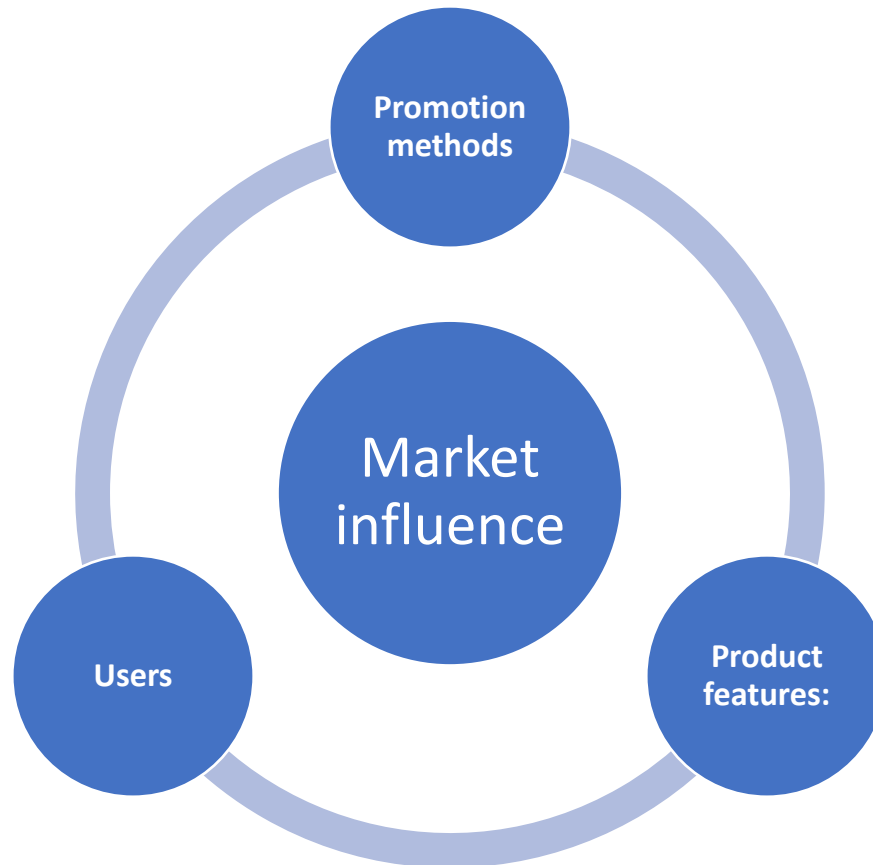 Promotion
methods
Market
influence
Users
Product
features: